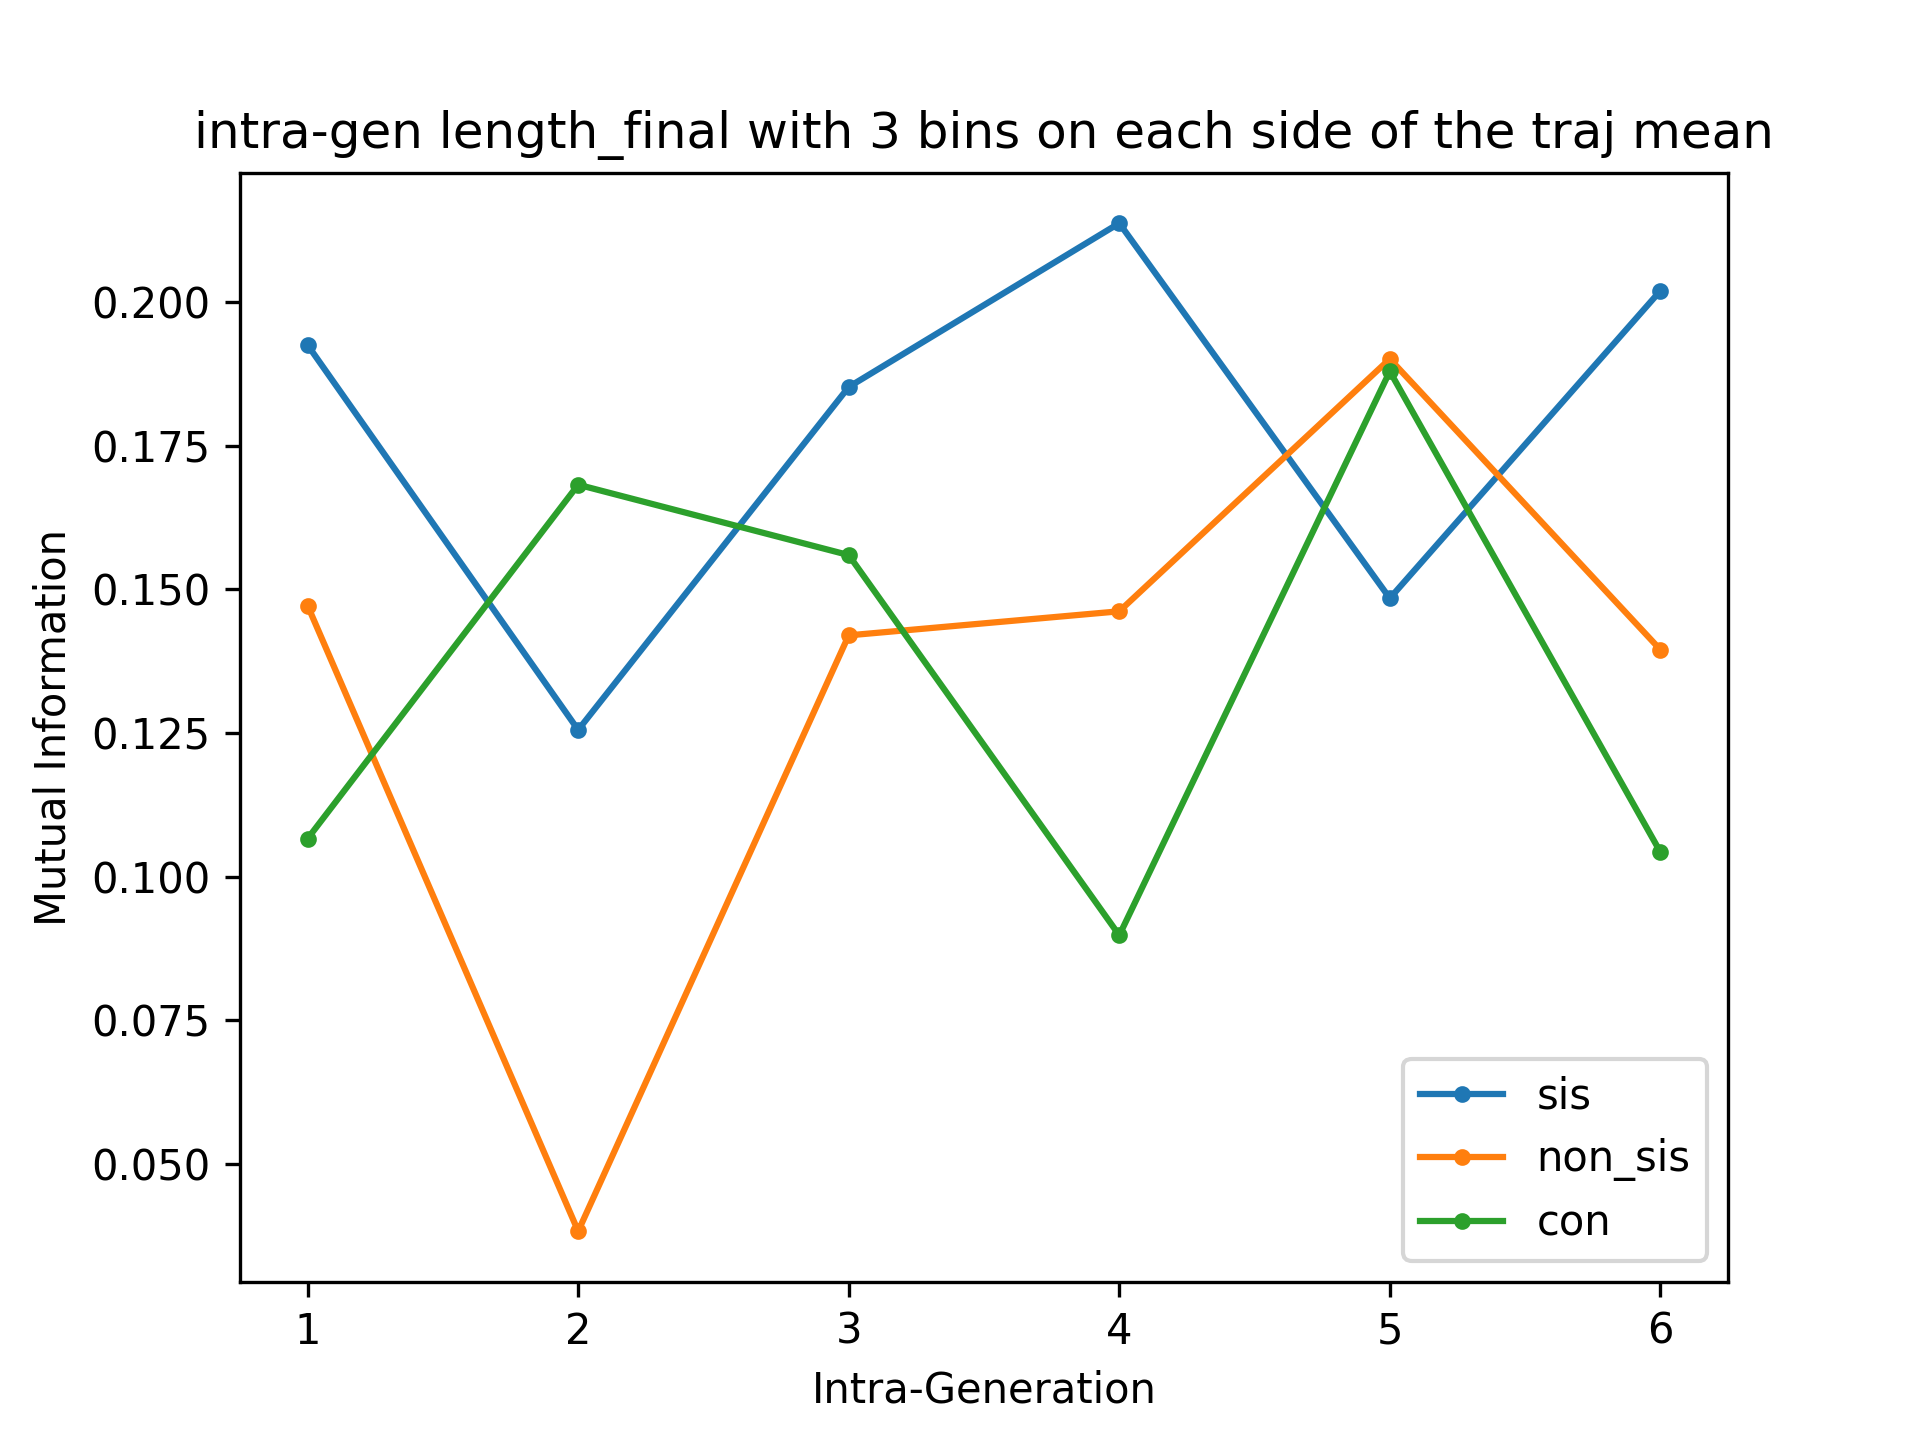 intra-gen length_final with 3 bins on each side of the traj mean
Mutual Information
0.200
0.175
0.150
0.125
0.100
0.075
0.050
sis
non_sis
con
1 2 3 4 5 6
Intra-Generation